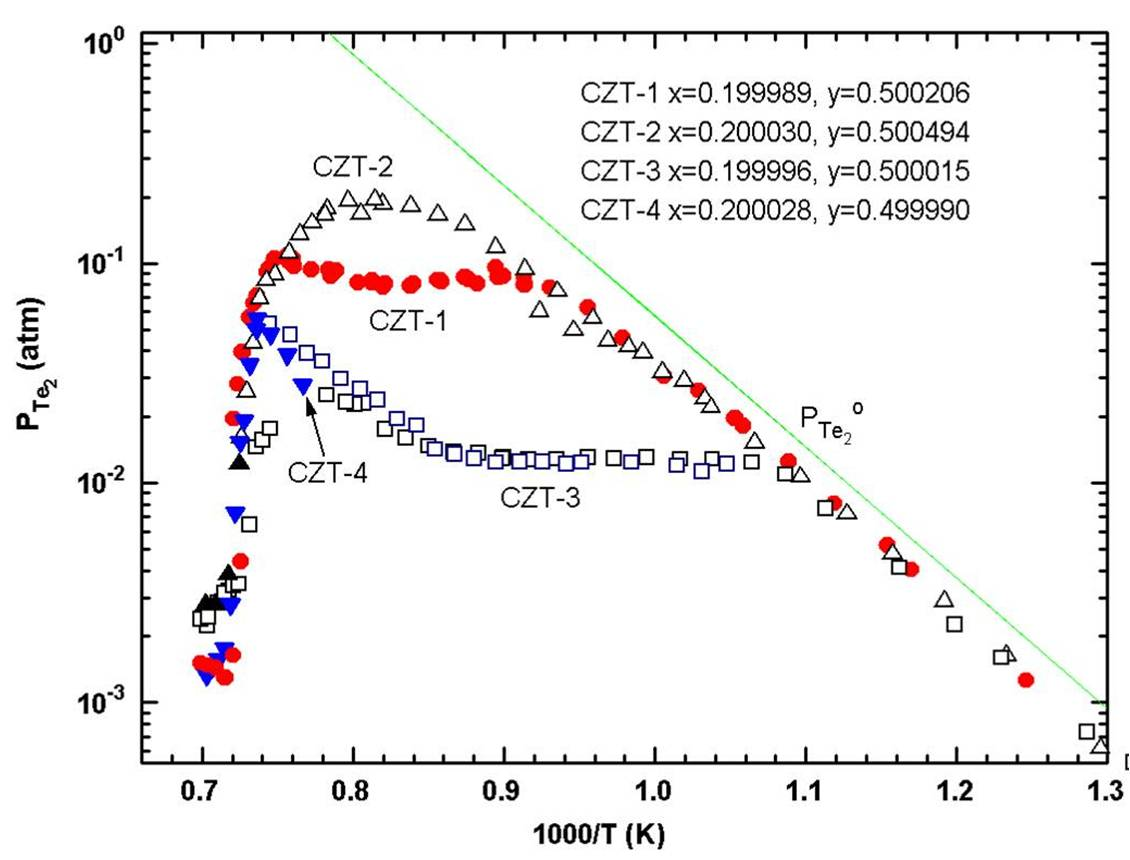 10⁰
CZT-1 x=0.199989, y=0.500206
CZT-2 x=0.200030, y=0.500494
CZT-3 x=0.199996, y=0.500015
CZT-4 x=0.200028, y=0.499990
CZT-2
10⁻¹
CZT-1
P_Te₂ (atm)
P_Te₂°
CZT-4
10⁻²
CZT-3
10⁻³
0.7 0.8 0.9 1.0 1.1 1.2 1.3
1000/T (K)